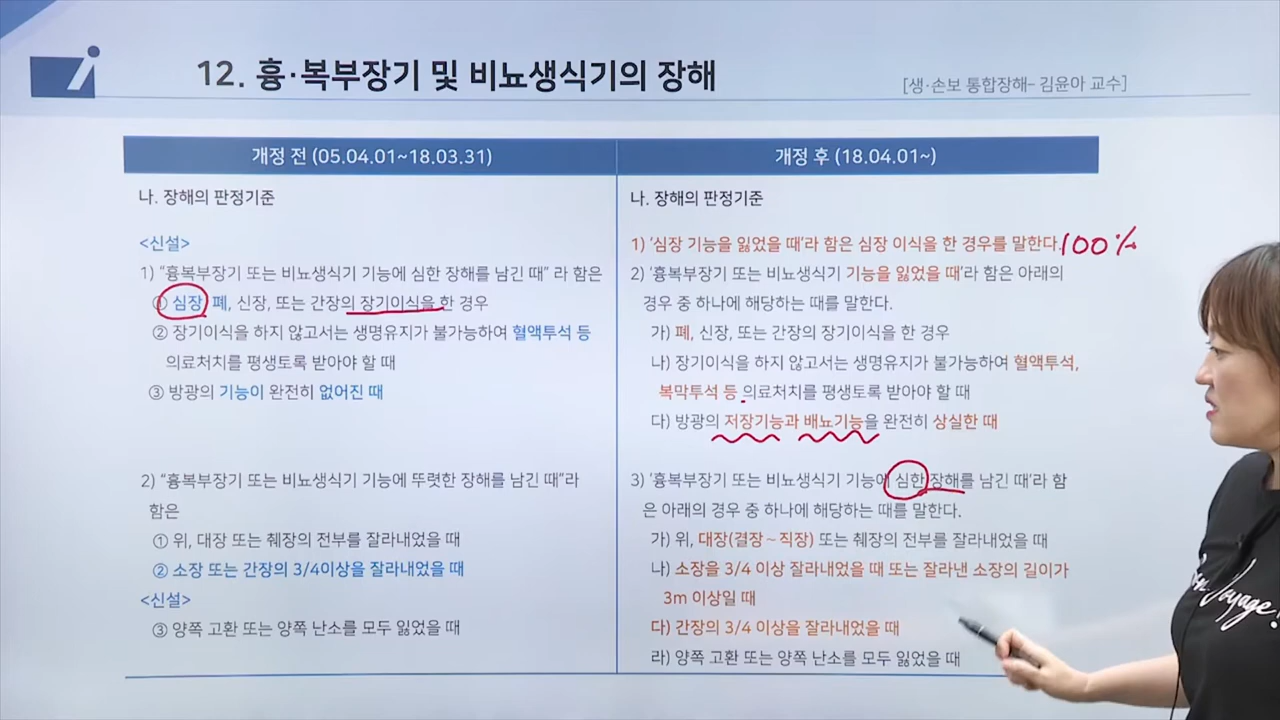 12. 흉·복부장기 및 비뇨생식기의 장해
[생·손보 통합장해– 김윤아 교수]
개정 전 (05.04.01~18.03.31)
나. 장해의 판정기준
<신설>
1) “흉복부장기 또는 비뇨생식기 기능에 심한 장해를 남긴 때” 라 함은
① 심장 폐, 신장, 또는 간장의 장기이식을 한 경우
② 장기이식을 하지 않고서는 생명유지가 불가능하여 혈액투석 등
의료처치를 평생토록 받아야 할 때
③ 방광의 기능이 완전히 없어진 때
2) “흉복부장기 또는 비뇨생식기 기능에 뚜렷한 장해를 남긴 때”라
함은
① 위, 대장 또는 췌장의 전부를 잘라내었을 때
② 소장 또는 간장의 3/4이상을 잘라내었을 때
<신설>
③ 양쪽 고환 또는 양쪽 난소를 모두 잃었을 때
개정 후 (18.04.01~)
나. 장해의 판정기준
1) ‘심장 기능을 잃었을 때’라 함은 심장 이식을 한 경우를 말한다. 100%
2) ‘흉복부장기 또는 비뇨생식기 기능을 잃었을 때’라 함은 아래의
경우 중 하나에 해당하는 때를 말한다.
가) 폐, 신장, 또는 간장의 장기이식을 한 경우
나) 장기이식을 하지 않고서는 생명유지가 불가능하여 혈액투석,
복막투석 등 의료처치를 평생토록 받아야 할 때
다) 방광의 저장기능과 배뇨기능을 완전히 상실한 때
3) ‘흉복부장기 또는 비뇨생식기 기능에 심한 장해를 남긴 때’라 함
은 아래의 경우 중 하나에 해당하는 때를 말한다.
가) 위, 대장(결장~직장) 또는 췌장의 전부를 잘라내었을 때
나) 소장을 3/4 이상 잘라내었을 때 또는 잘라낸 소장의 길이가
3m 이상일 때
다) 간장의 3/4 이상을 잘라내었을 때
라) 양쪽 고환 또는 양쪽 난소를 모두 잃었을 때
Voyage!